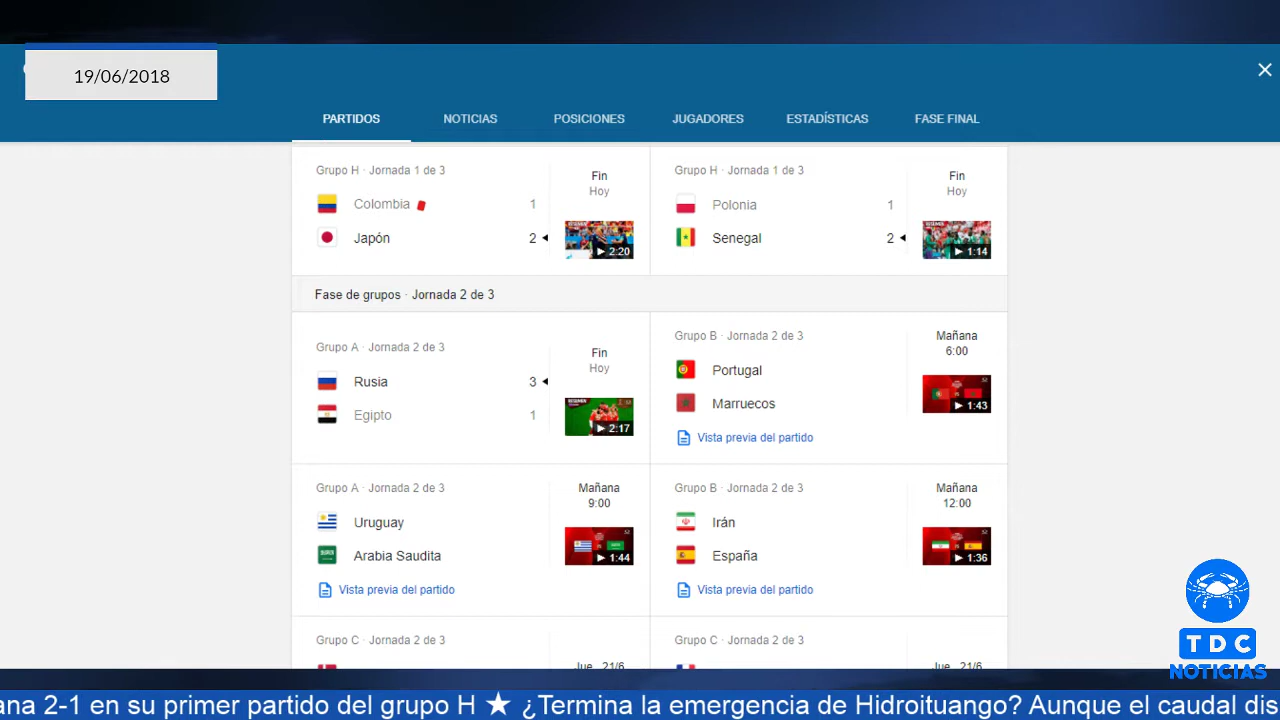 19/06/2018
PARTIDOS NOTICIAS POSICIONES JUGADORES ESTADÍSTICAS FASE FINAL
Grupo H · Jornada 1 de 3
Fin
Hoy
Colombia 1
Japón 2
2:20
Grupo H · Jornada 1 de 3
Fin
Hoy
Polonia 1
Senegal 2
1:14
Fase de grupos · Jornada 2 de 3
Grupo A · Jornada 2 de 3
Fin
Hoy
Rusia 3
Egipto 1
2:17
Grupo B · Jornada 2 de 3
Mañana
6:00
Portugal
Marruecos
1:43
Vista previa del partido
Grupo A · Jornada 2 de 3
Mañana
9:00
Uruguay
Arabia Saudita
1:44
Vista previa del partido
Grupo B · Jornada 2 de 3
Mañana
12:00
Irán
España
1:36
Vista previa del partido
Grupo C · Jornada 2 de 3
Jue., 21/6
Grupo C · Jornada 2 de 3
Jue., 21/6
TDC
NOTICIAS
ana 2-1 en su primer partido del grupo H ★ ¿Termina la emergencia de Hidroituango? Aunque el caudal dis